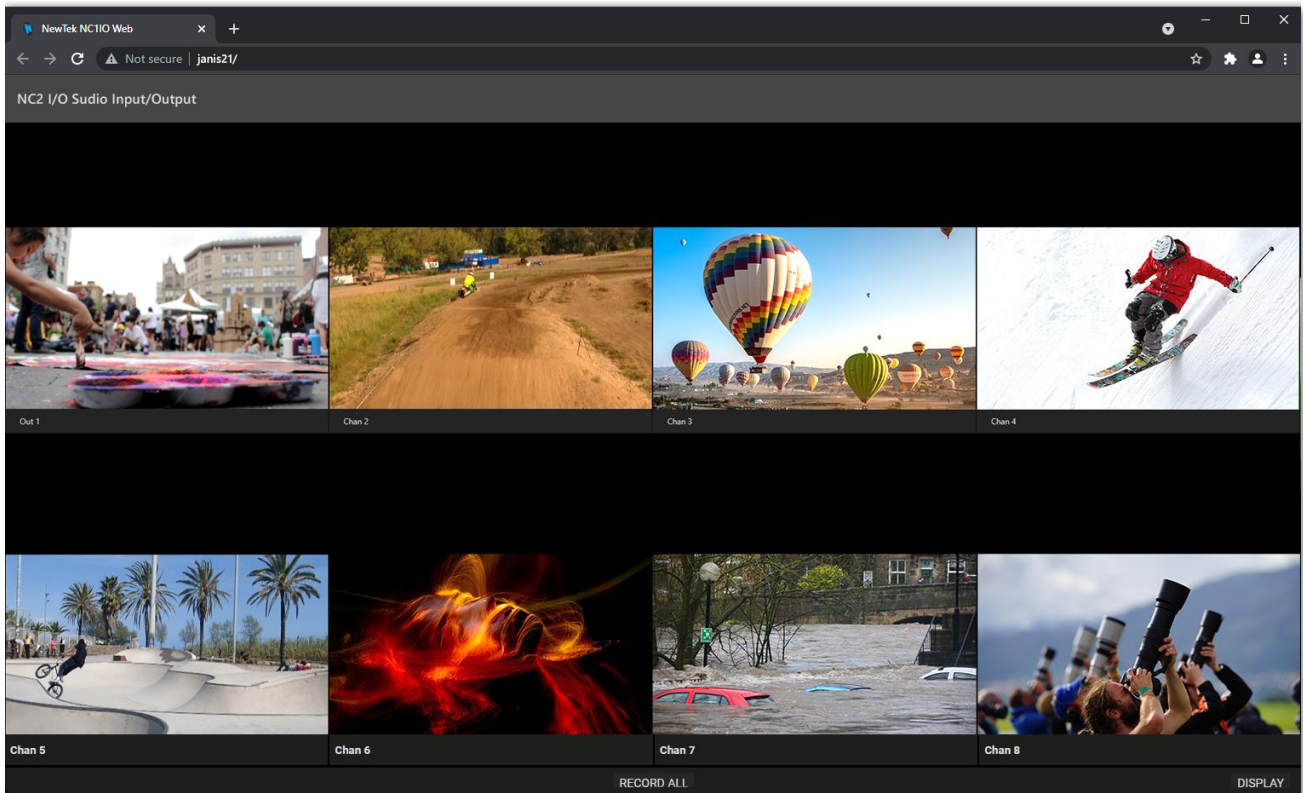 NewTek NC1IO Web
Not secure | janis21/
NC2 I/O Sudio Input/Output
Out 1
Chan 2
Chan 3
Chan 4
Chan 5
Chan 6
Chan 7
Chan 8
RECORD ALL
DISPLAY